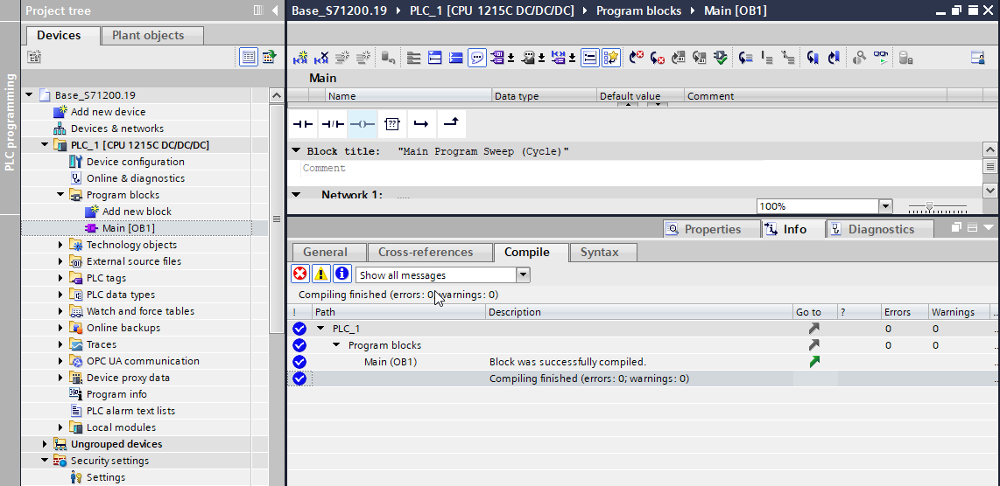 Project tree
Base_S71200.19 PLC_1 [CPU 1215C DC/DC/DC] Program blocks Main [OB1]
Devices Plant objects
PLC programming
Base_S71200.19
Add new device
Devices & networks
PLC_1 [CPU 1215C DC/DC/DC]
Device configuration
Online & diagnostics
Program blocks
Add new block
Main [OB1]
Technology objects
External source files
PLC tags
PLC data types
Watch and force tables
Online backups
Traces
OPC UA communication
Device proxy data
Program info
PLC alarm text lists
Local modules
Ungrouped devices
Security settings
Settings
Main
Name Data type Default value Comment
??
Block title: "Main Program Sweep (Cycle)"
Comment
Network 1: .....
100%
Properties Info Diagnostics
General Cross-references Compile Syntax
Show all messages
Compiling finished (errors: 0; warnings: 0)
! Path Description Go to ? Errors Warnings ...
PLC_1 0 0 ..
Program blocks 0 0 ..
Main (OB1) Block was successfully compiled. ..
Compiling finished (errors: 0; warnings: 0) ..